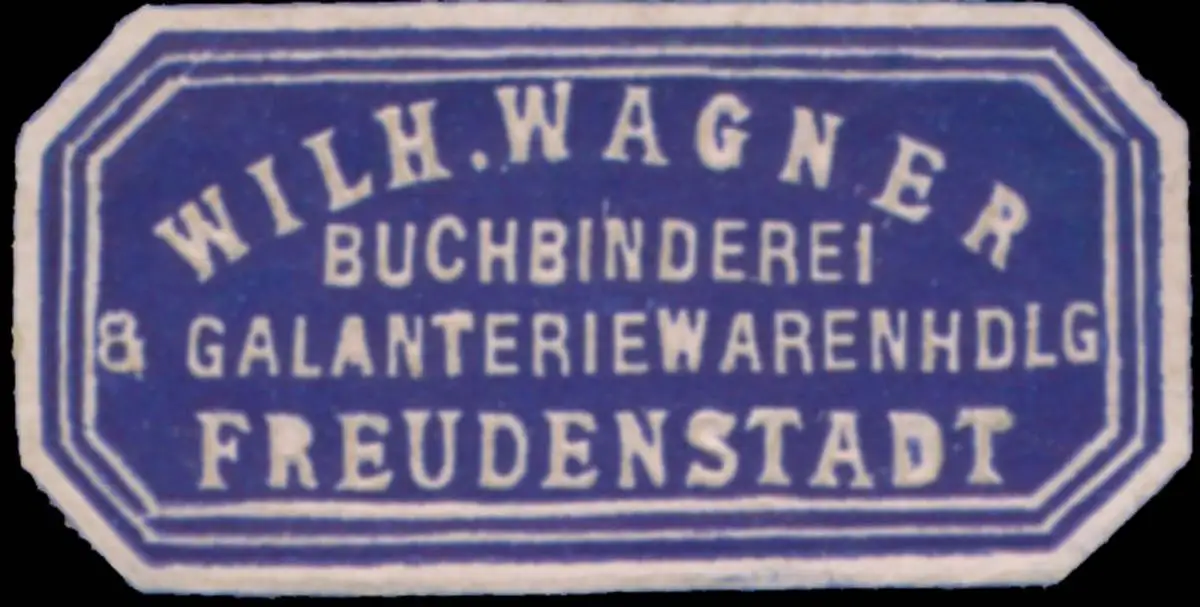 WILH. WAGNER
BUCHBINDEREI
& GALANTERIEWARENHDLG
FREUDENSTADT